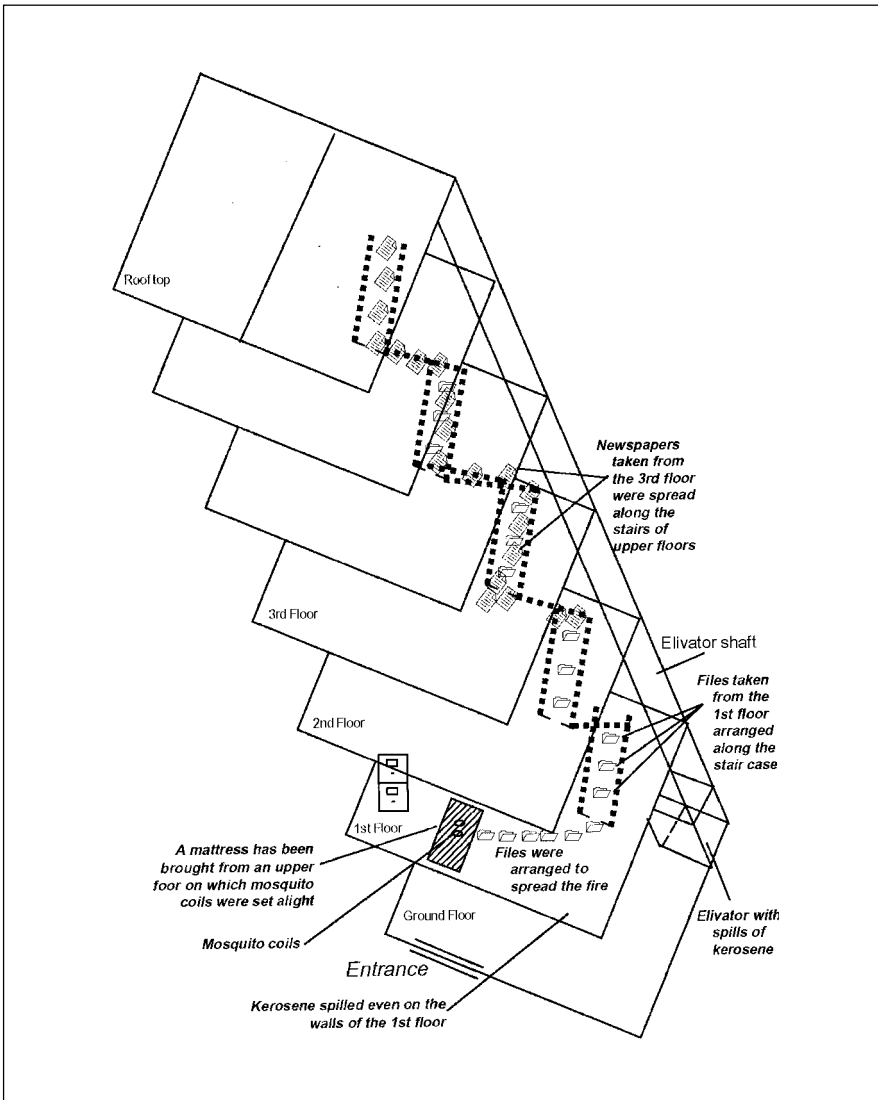 Rooftop
Newspapers
taken from
the 3rd floor
were spread
along the
stairs of
upper floors
3rd Floor
Elivator shaft
Files taken
from the
1st floor
arranged
along the
stair case
2nd Floor
1st Floor
A mattress has been
brought from an upper
foor on which mosquito
coils were set alight
Files were
arranged to
spread the fire
Ground Floor
Elivator with
spills of
kerosene
Mosquito coils
Entrance
Kerosene spilled even on the
walls of the 1st floor